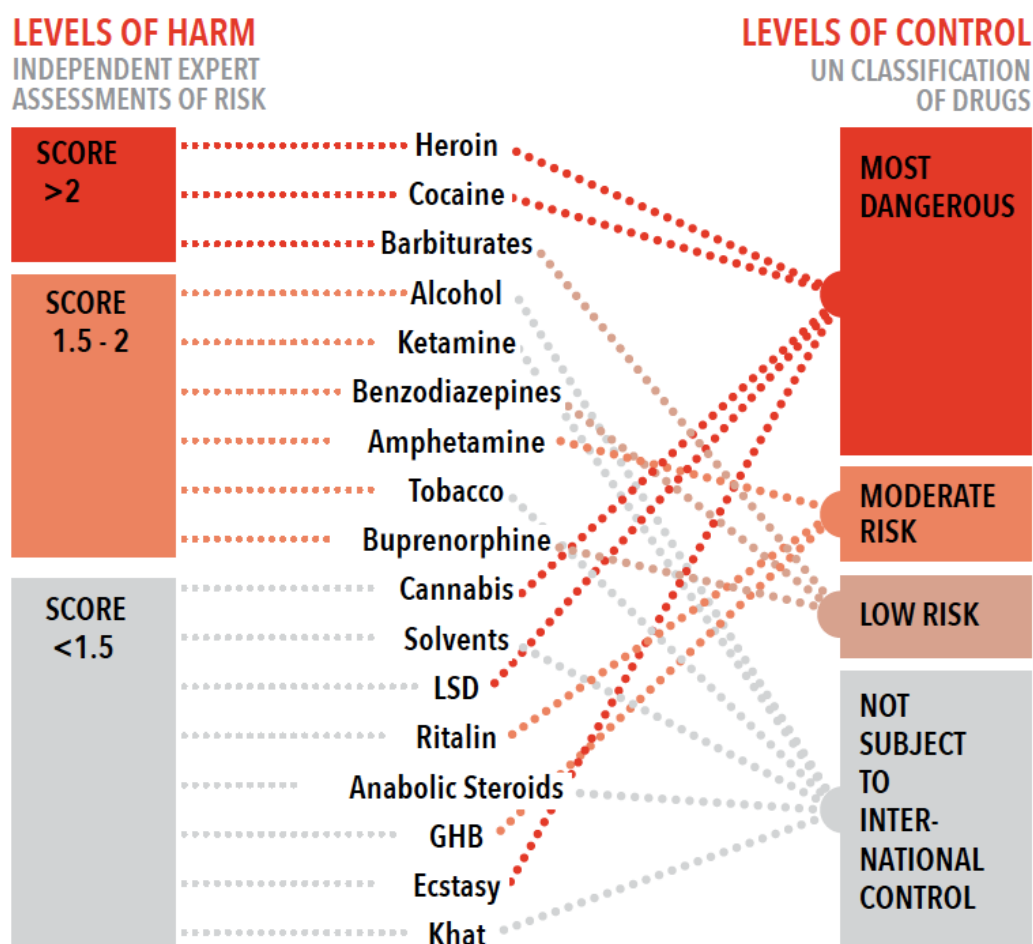 LEVELS OF HARM
INDEPENDENT EXPERT
ASSESSMENTS OF RISK
LEVELS OF CONTROL
UN CLASSIFICATION
OF DRUGS
SCORE
>2
SCORE
1.5 - 2
SCORE
<1.5
Heroin
Cocaine
Barbiturates
Alcohol
Ketamine
Benzodiazepines
Amphetamine
Tobacco
Buprenorphine
Cannabis
Solvents
LSD
Ritalin
Anabolic Steroids
GHB
Ecstasy
Khat
MOST
DANGEROUS
MODERATE
RISK
LOW RISK
NOT
SUBJECT
TO
INTER-
NATIONAL
CONTROL